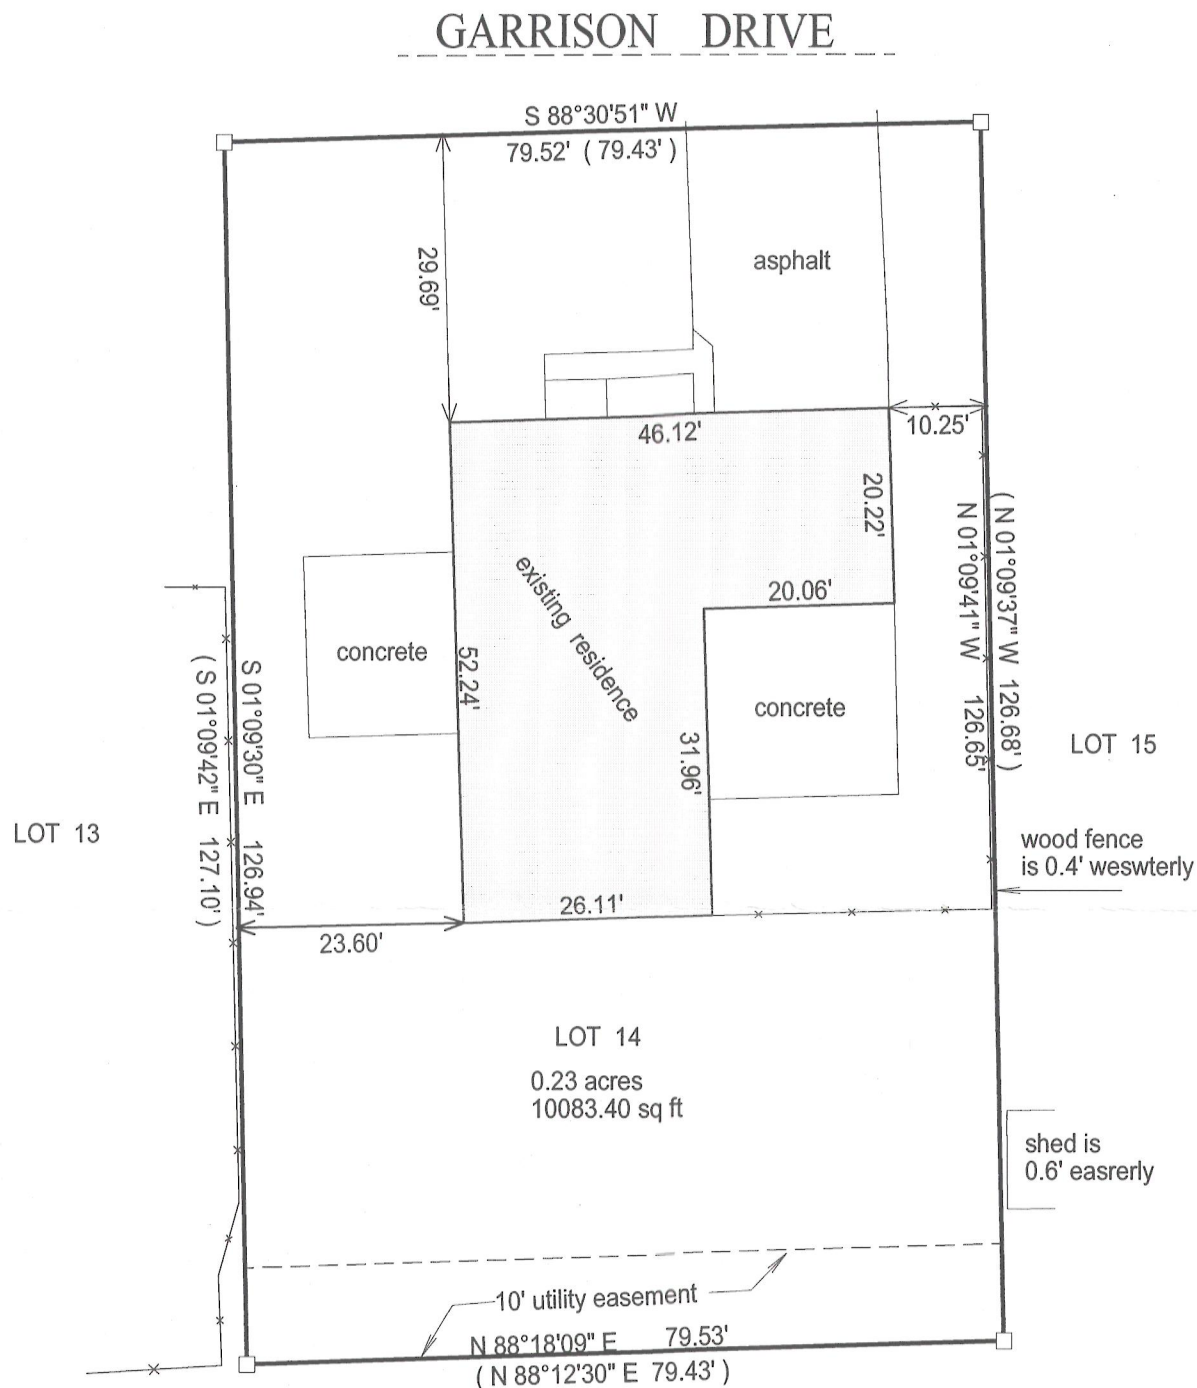 GARRISON DRIVE
S 88°30'51" W
79.52' ( 79.43' )
29.69'
asphalt
46.12'
10.25'
20.22'
( N 01°09'37" W 126.68' )
N 01°09'41" W 126.65'
existing residence
20.06'
concrete
52.24'
S 01°09'30" E 126.94'
( S 01°09'42" E 127.10' )
concrete
31.96'
LOT 15
LOT 13
wood fence
is 0.4' weswterly
26.11'
23.60'
LOT 14
0.23 acres
10083.40 sq ft
shed is
0.6' easrerly
10' utility easement
N 88°18'09" E 79.53'
( N 88°12'30" E 79.43' )